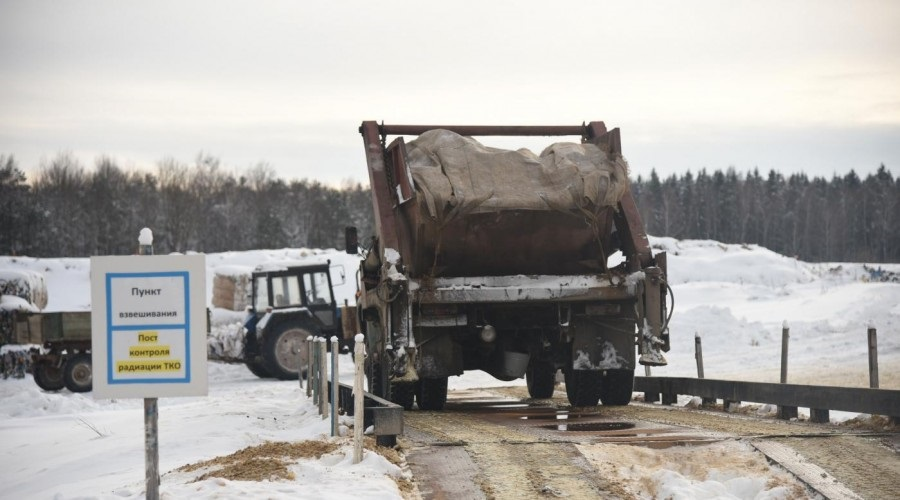 Пункт
взвешивания
Пост
контроля
радиации ТКО